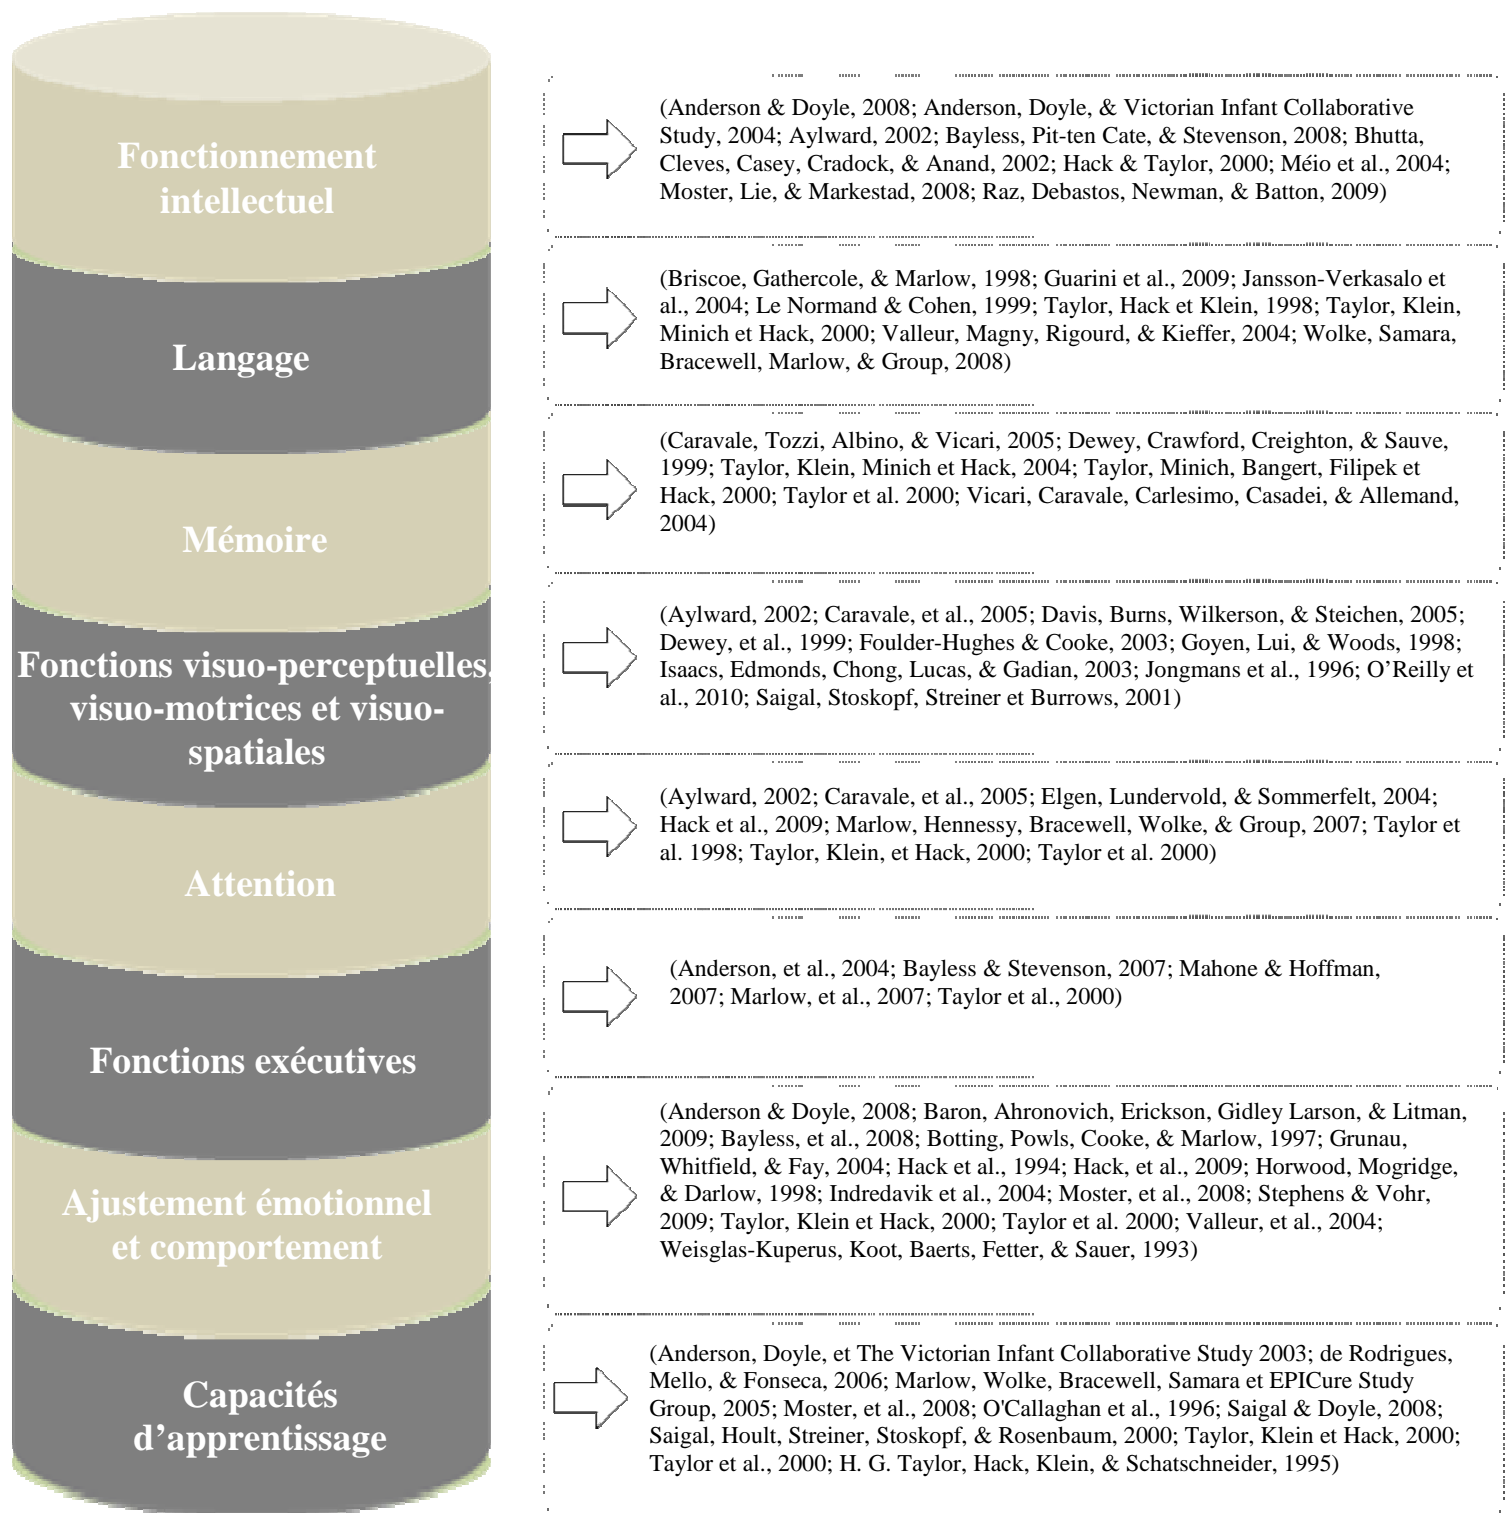 Fonctionnement
intellectuel
(Anderson & Doyle, 2008; Anderson, Doyle, & Victorian Infant Collaborative
Study, 2004; Aylward, 2002; Bayless, Pit-ten Cate, & Stevenson, 2008; Bhutta,
Cleves, Casey, Cradock, & Anand, 2002; Hack & Taylor, 2000; Méio et al., 2004;
Moster, Lie, & Markestad, 2008; Raz, Debastos, Newman, & Batton, 2009)
Langage
(Briscoe, Gathercole, & Marlow, 1998; Guarini et al., 2009; Jansson-Verkasalo et
al., 2004; Le Normand & Cohen, 1999; Taylor, Hack et Klein, 1998; Taylor, Klein,
Minich et Hack, 2000; Valleur, Magny, Rigourd, & Kieffer, 2004; Wolke, Samara,
Bracewell, Marlow, & Group, 2008)
Mémoire
(Caravale, Tozzi, Albino, & Vicari, 2005; Dewey, Crawford, Creighton, & Sauve,
1999; Taylor, Klein, Minich et Hack, 2004; Taylor, Minich, Bangert, Filipek et
Hack, 2000; Taylor et al. 2000; Vicari, Caravale, Carlesimo, Casadei, & Allemand,
2004)
Fonctions visuo-perceptuelles,
visuo-motrices et visuo-
spatiales
(Aylward, 2002; Caravale, et al., 2005; Davis, Burns, Wilkerson, & Steichen, 2005;
Dewey, et al., 1999; Foulder-Hughes & Cooke, 2003; Goyen, Lui, & Woods, 1998;
Isaacs, Edmonds, Chong, Lucas, & Gadian, 2003; Jongmans et al., 1996; O’Reilly et
al., 2010; Saigal, Stoskopf, Streiner et Burrows, 2001)
Attention
(Aylward, 2002; Caravale, et al., 2005; Elgen, Lundervold, & Sommerfelt, 2004;
Hack et al., 2009; Marlow, Hennessy, Bracewell, Wolke, & Group, 2007; Taylor et
al. 1998; Taylor, Klein, et Hack, 2000; Taylor et al. 2000)
Fonctions exécutives
(Anderson, et al., 2004; Bayless & Stevenson, 2007; Mahone & Hoffman,
2007; Marlow, et al., 2007; Taylor et al., 2000)
Ajustement émotionnel
et comportement
(Anderson & Doyle, 2008; Baron, Ahronovich, Erickson, Gidley Larson, & Litman,
2009; Bayless, et al., 2008; Botting, Powls, Cooke, & Marlow, 1997; Grunau,
Whitfield, & Fay, 2004; Hack et al., 1994; Hack, et al., 2009; Horwood, Mogridge,
& Darlow, 1998; Indredavik et al., 2004; Moster, et al., 2008; Stephens & Vohr,
2009; Taylor, Klein et Hack, 2000; Taylor et al. 2000; Valleur, et al., 2004;
Weisglas-Kuperus, Koot, Baerts, Fetter, & Sauer, 1993)
Capacités
d’apprentissage
(Anderson, Doyle, et The Victorian Infant Collaborative Study 2003; de Rodrigues,
Mello, & Fonseca, 2006; Marlow, Wolke, Bracewell, Samara et EPICure Study
Group, 2005; Moster, et al., 2008; O'Callaghan et al., 1996; Saigal & Doyle, 2008;
Saigal, Hoult, Streiner, Stoskopf, & Rosenbaum, 2000; Taylor, Klein et Hack, 2000;
Taylor et al., 2000; H. G. Taylor, Hack, Klein, & Schatschneider, 1995)